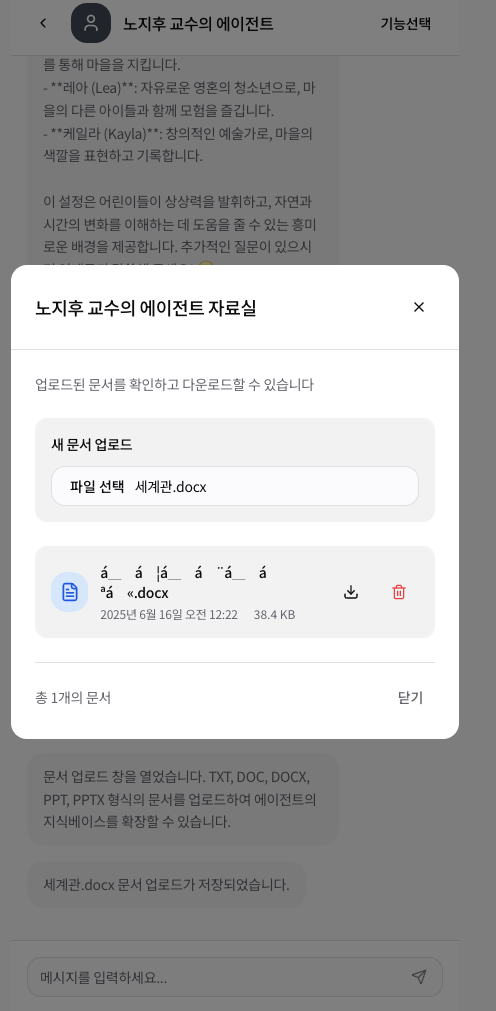 노지후 교수의 에이전트
기능선택
를 통해 마을을 지킵니다.
- **레아 (Lea)**: 자유로운 영혼의 청소년으로, 마
을의 다른 아이들과 함께 모험을 즐깁니다.
- **케일라 (Kayla)**: 창의적인 예술가로, 마을의
색깔을 표현하고 기록합니다.
이 설정은 어린이들이 상상력을 발휘하고, 자연과
시간의 변화를 이해하는 데 도움을 줄 수 있는 흥미
로운 배경을 제공합니다. 추가적인 질문이 있으시
노지후 교수의 에이전트 자료실
업로드된 문서를 확인하고 다운로드할 수 있습니다
새 문서 업로드
파일 선택 세계관.docx
á__ á ¦á__ á ¨á__ á
ªá «.docx
2025년 6월 16일 오전 12:22 38.4 KB
총 1개의 문서
닫기
문서 업로드 창을 열었습니다. TXT, DOC, DOCX,
PPT, PPTX 형식의 문서를 업로드하여 에이전트의
지식베이스를 확장할 수 있습니다.
세계관.docx 문서 업로드가 저장되었습니다.
메시지를 입력하세요...